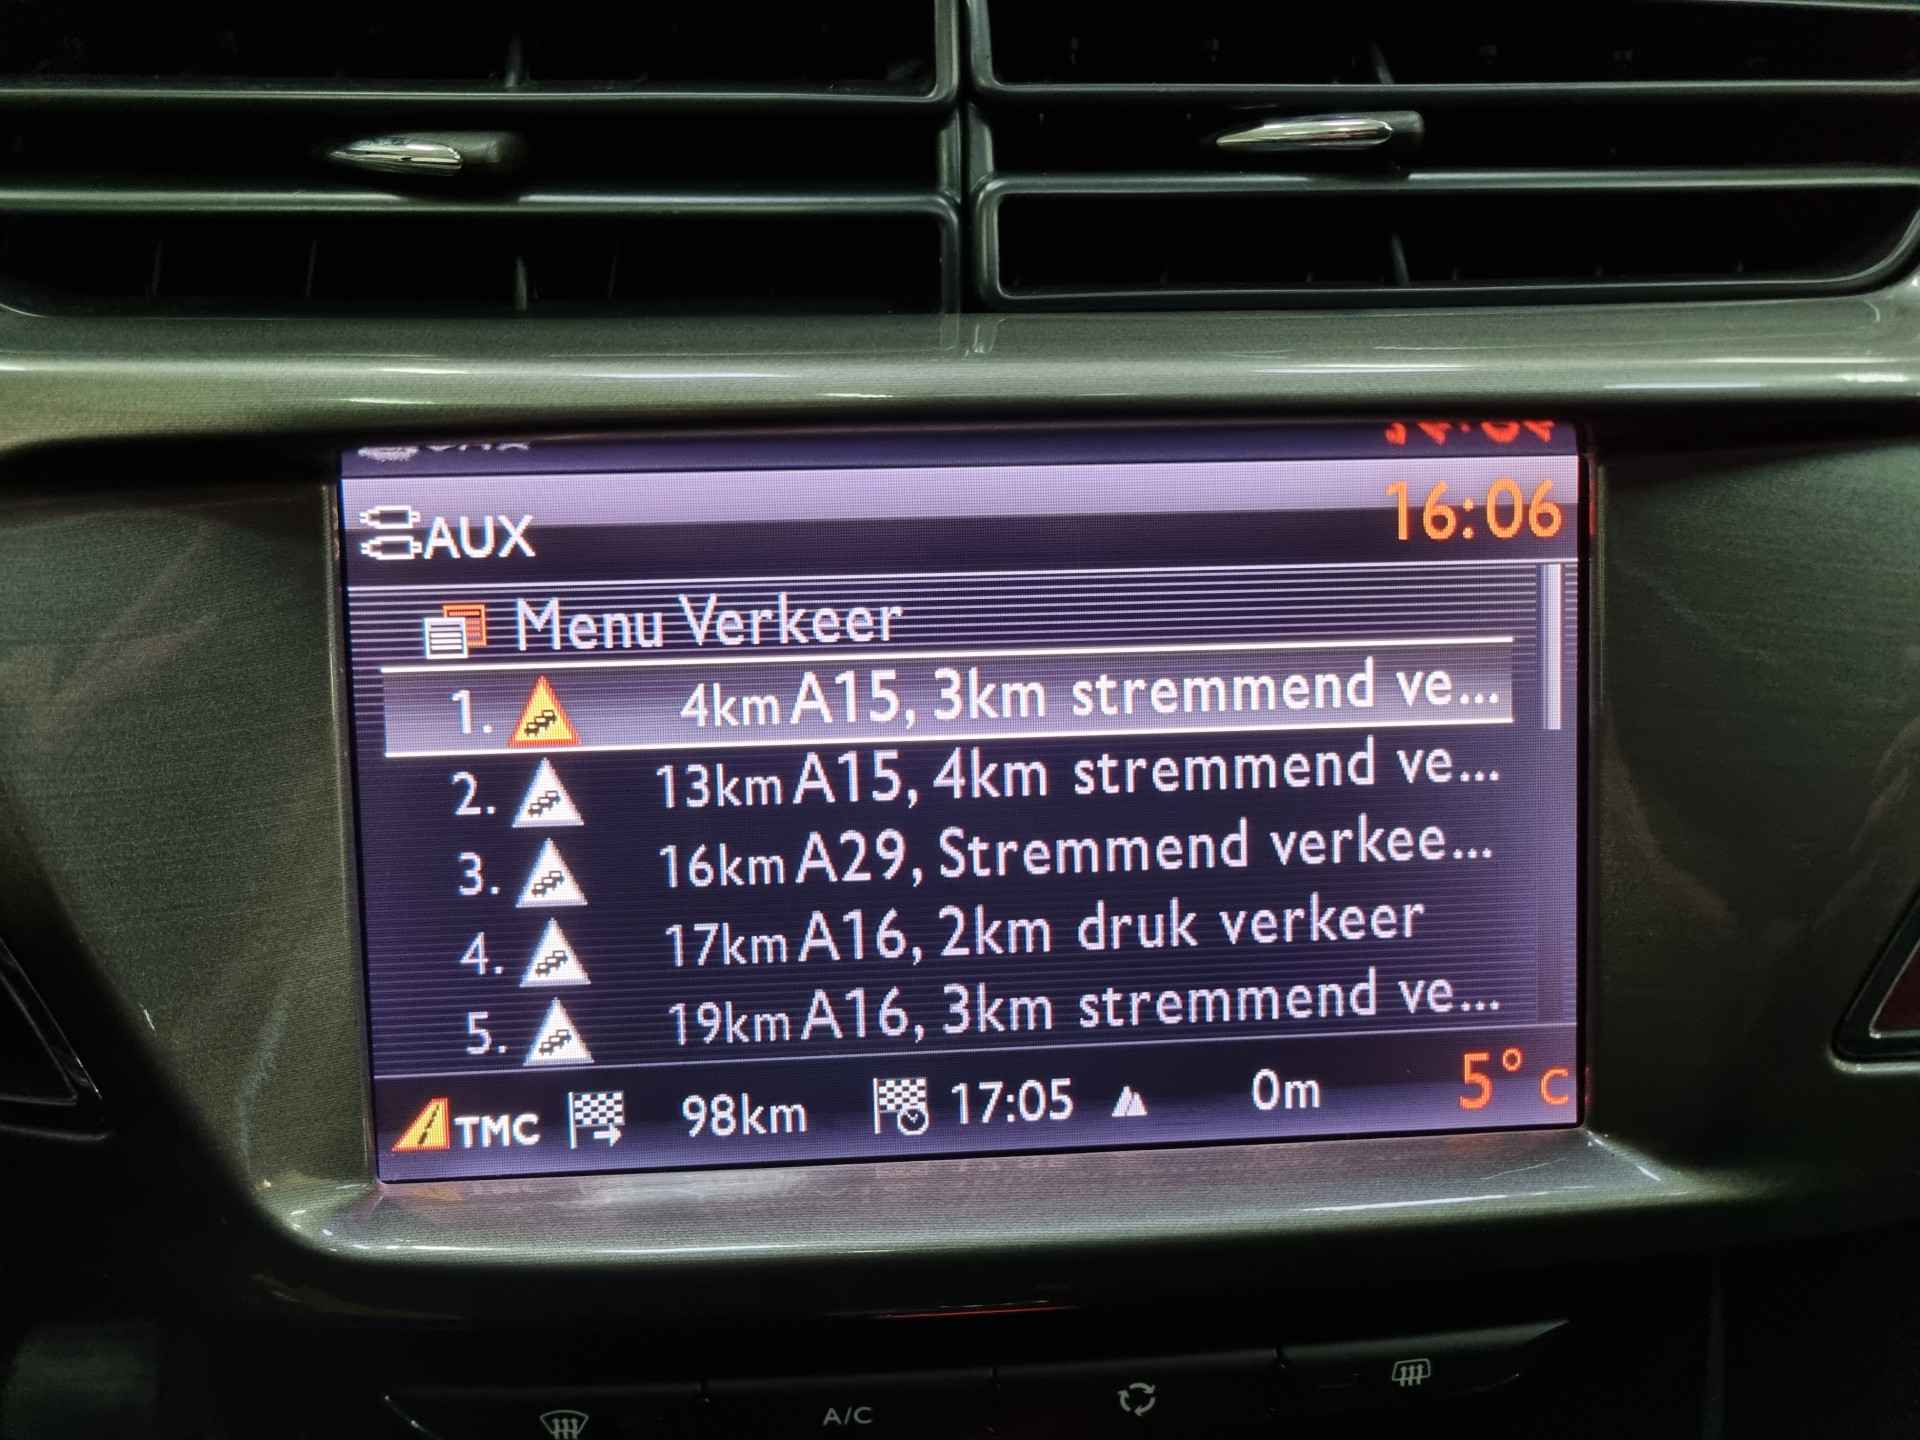 AUX 16:06
Menu Verkeer
1. 4km A15, 3km stremmend ve...
2. 13km A15, 4km stremmend ve...
3. 16km A29, Stremmend verkee...
4. 17km A16, 2km druk verkeer
5. 19km A16, 3km stremmend ve...
TMC 98km 17:05 0m 5° C
A/C